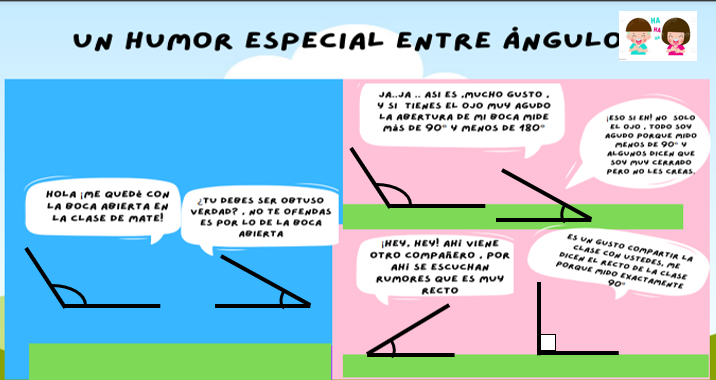 UN HUMOR ESPECIAL ENTRE ÁNGULO
HA
HA
HOLA ¡ME QUEDÉ CON
LA BOCA ABIERTA EN
LA CLASE DE MATE!
¿TU DEBES SER OBTUSO
VERDAD? , NO TE OFENDAS
ES POR LO DE LA BOCA
ABIERTA
JA..JA .. ASI ES ,MUCHO GUSTO ,
Y SI TIENES EL OJO MUY AGUDO
LA ABERTURA DE MI BOCA MIDE
MÁS DE 90° Y MENOS DE 180°
¡ESO SI EH! NO SOLO
EL OJO , TODO SOY
AGUDO PORQUE MIDO
MENOS DE 90° Y
ALGUNOS DICEN QUE
SOY MUY CERRADO
PERO NO LES CREAS.
¡HEY, HEY! AHÍ VIENE
OTRO COMPAÑERO , POR
AHÍ SE ESCUCHAN
RUMORES QUE ES MUY
RECTO
ES UN GUSTO COMPARTIR LA
CLASE CON USTEDES, ME
DICEN EL RECTO DE LA CLASE
PORQUE MIDO EXACTAMENTE
90°